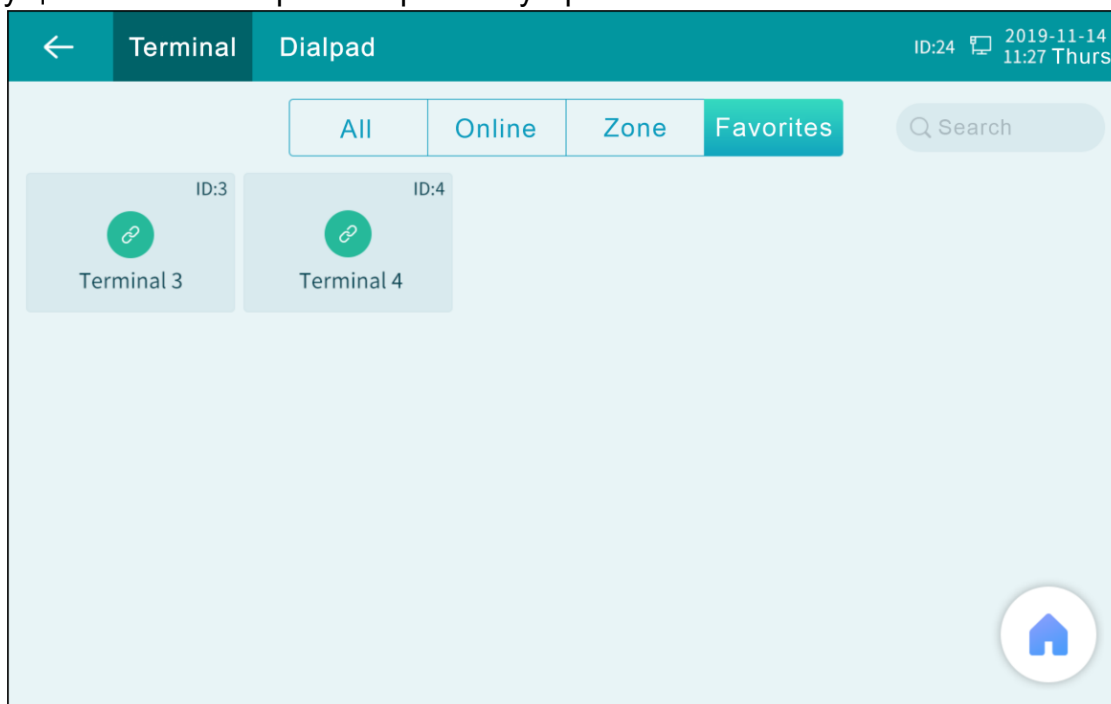 Terminal Dialpad ID:24 2019-11-14
11:27 Thurs
All Online Zone Favorites Search
ID:3 ID:4
Terminal 3 Terminal 4